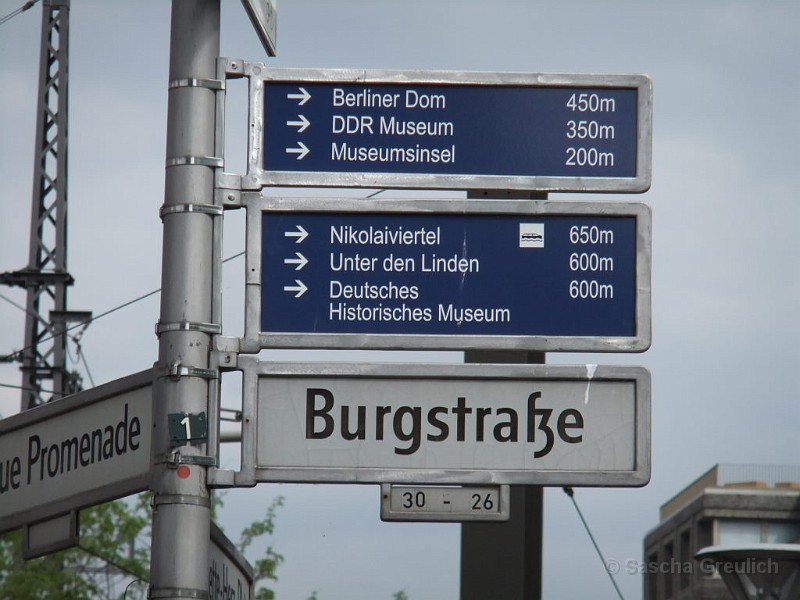 → Berliner Dom 450m
→ DDR Museum 350m
→ Museumsinsel 200m
→ Nikolaiviertel 650m
→ Unter den Linden 600m
→ Deutsches 600m
Historisches Museum
Burgstraße
30 - 26
1
ue Promenade
© Sascha Greulich